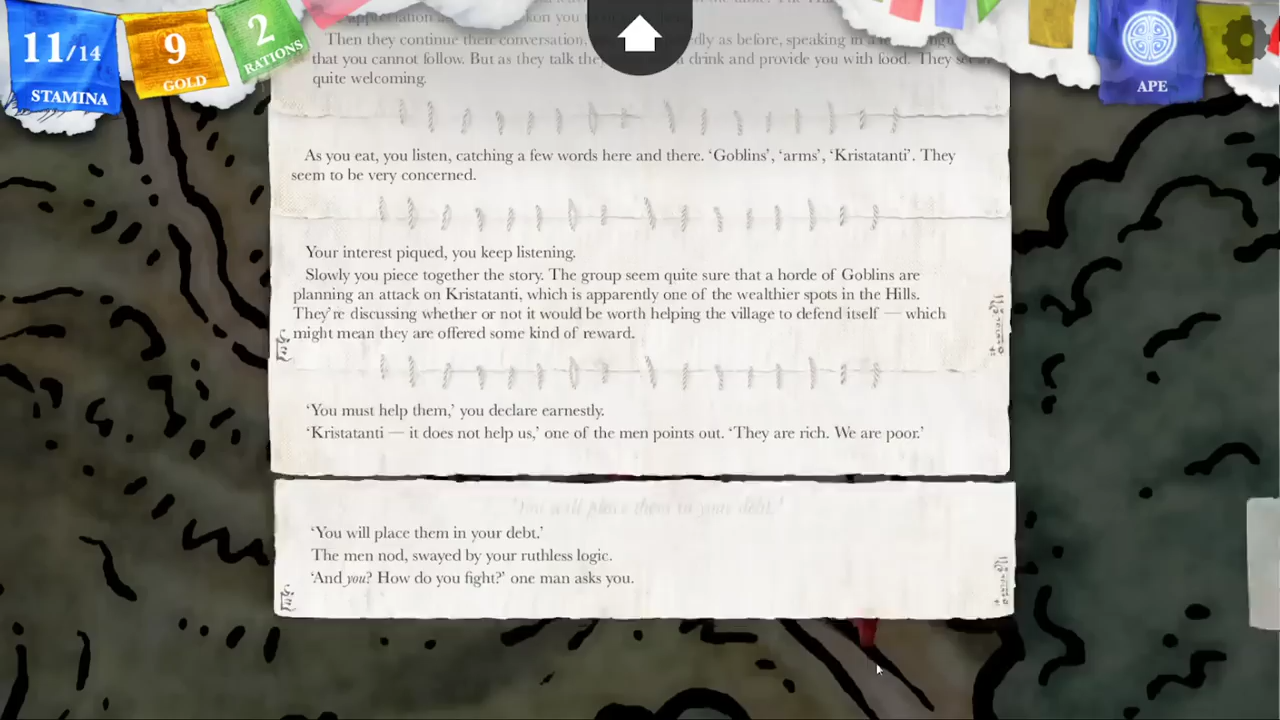 11/14
STAMINA
9
GOLD
2
RATIONS
APE
Then they continue their conversation,
that you cannot follow. But as they talk
drink and provide you with food. They
quite welcoming.
As you eat, you listen, catching a few words here and there. ‘Goblins’, ‘arms’, ‘Kristatanti’. They
seem to be very concerned.
Your interest piqued, you keep listening.
Slowly you piece together the story. The group seem quite sure that a horde of Goblins are
planning an attack on Kristatanti, which is apparently one of the wealthier spots in the Hills.
They’re discussing whether or not it would be worth helping the village to defend itself — which
might mean they are offered some kind of reward.
‘You must help them,’ you declare earnestly.
‘Kristatanti — it does not help us,’ one of the men points out. ‘They are rich. We are poor.’
‘You will place them in your debt.’
‘You will place them in your debt.’
The men nod, swayed by your ruthless logic.
‘And you? How do you fight?’ one man asks you.